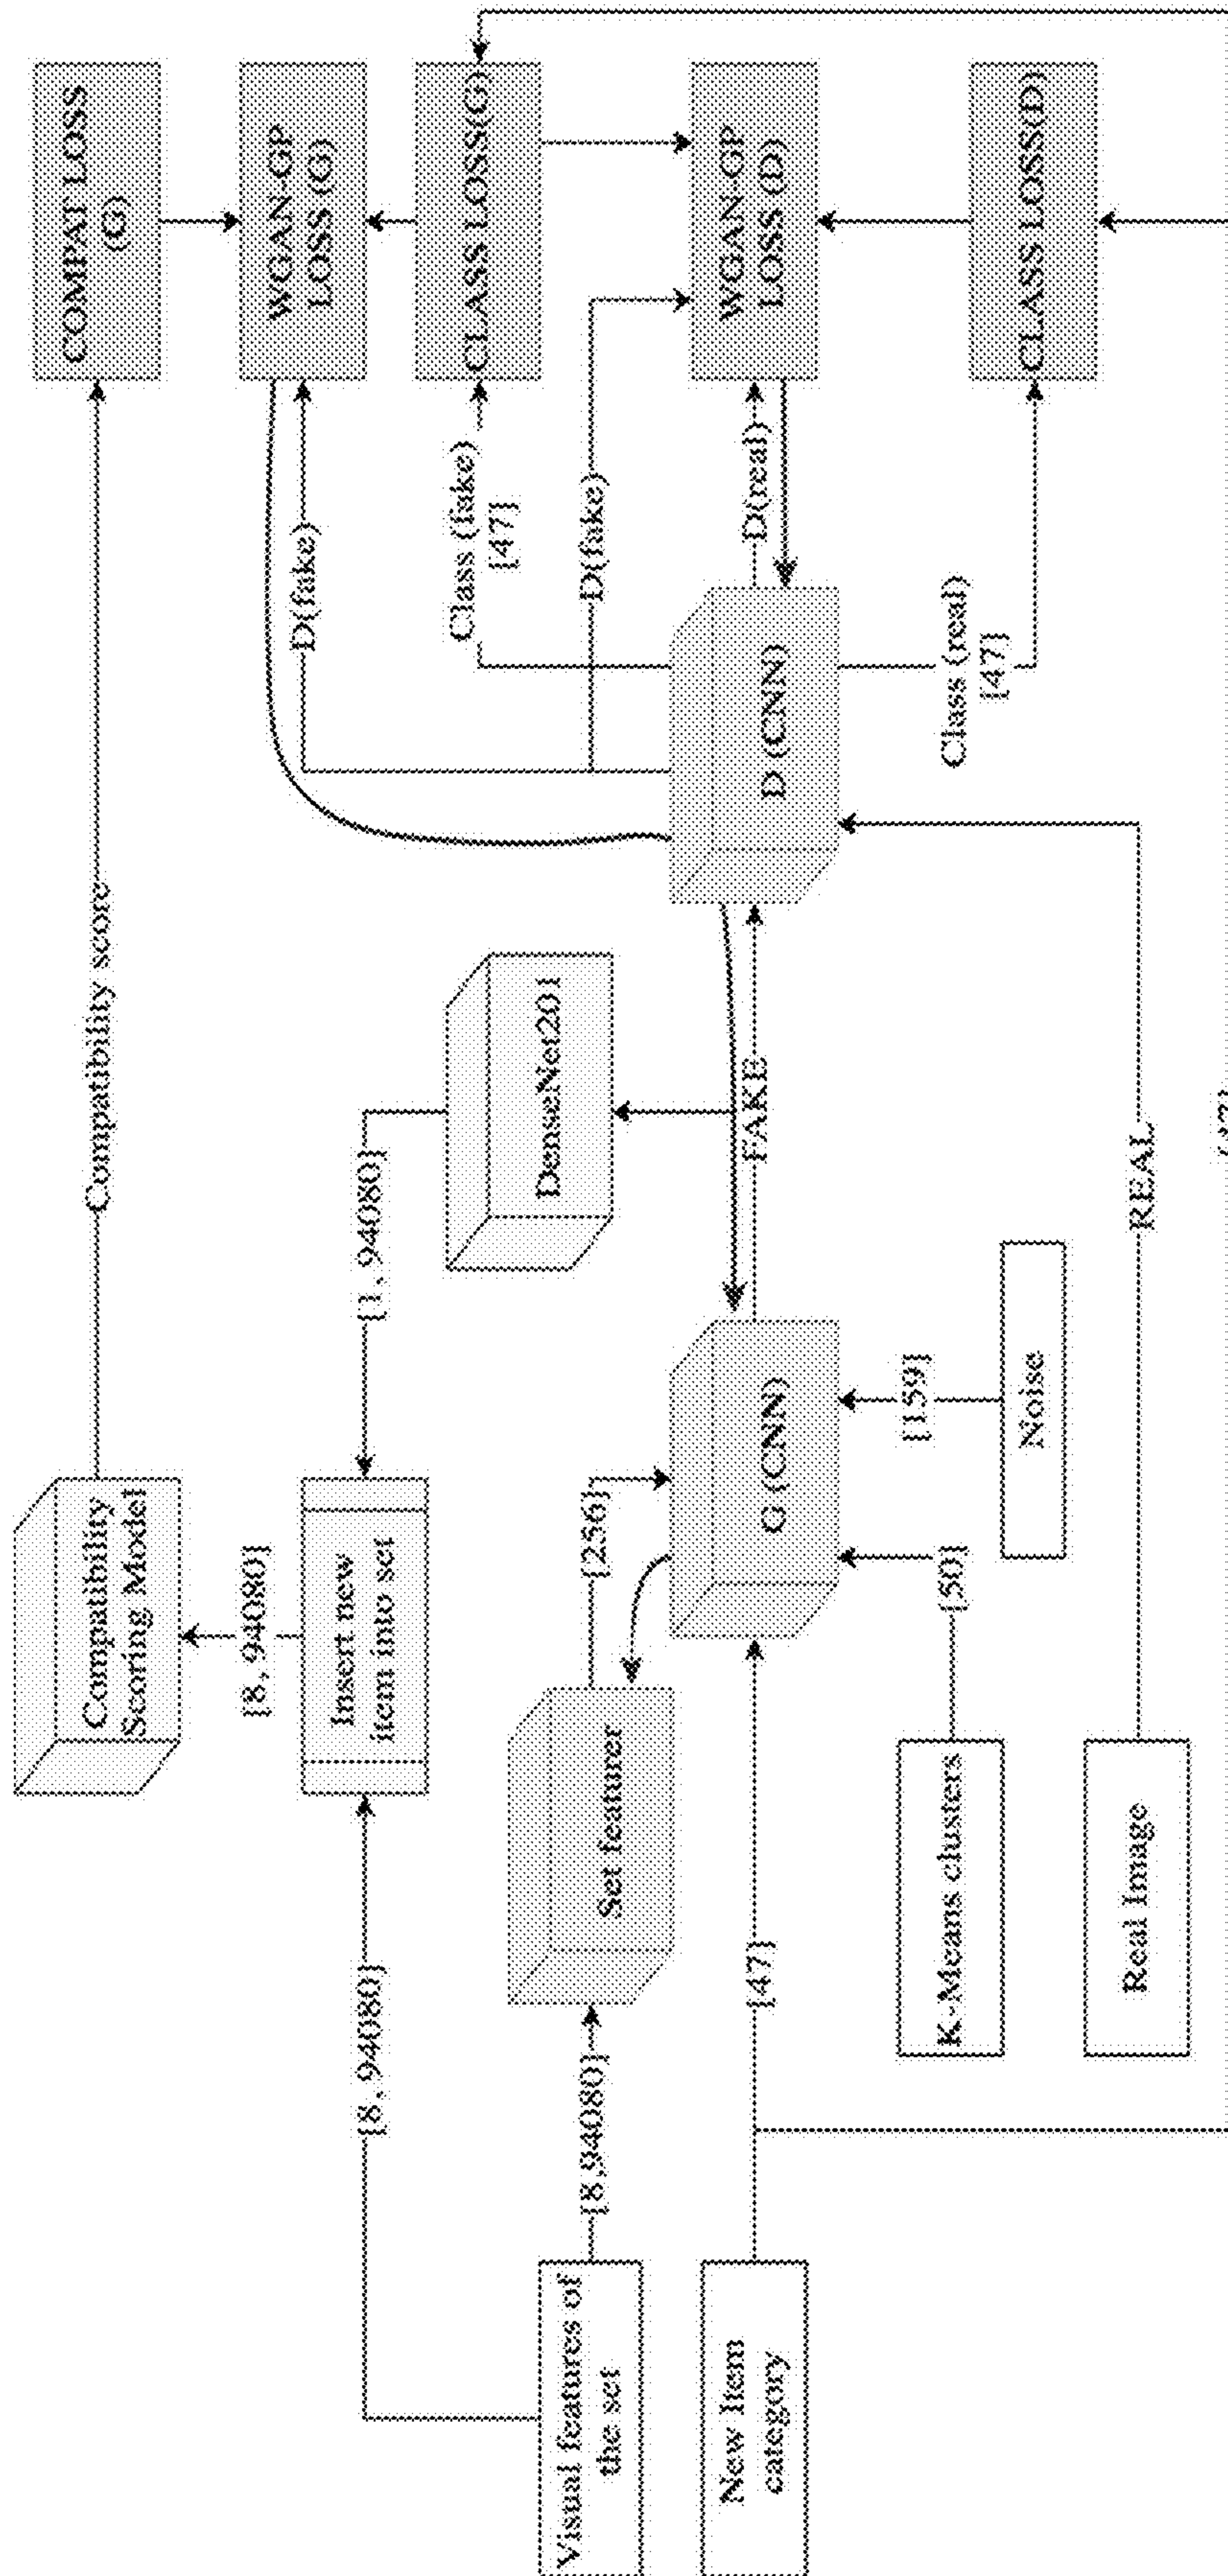 Visual features of
the set
New Item
category
[8, 94080]
[8,94080]
[47]
Compatibility
Scoring Model
[8, 94080]
Insert new
item into set
Set featurer
K-Means clusters
Real Image
[256]
G (CNN)
[50]
[159]
Noise
[1, 94080]
DenseNet201
FAKE
REAL
Compatibility score
D (CNN)
D(fake)
Class (fake)
[47]
D(fake)
D(real)
Class (real)
[47]
COMPAT LOSS
(G)
WGAN-GP
LOSS (G)
CLASS LOSS(G)
WGAN-GP
LOSS (D)
CLASS LOSS(D)